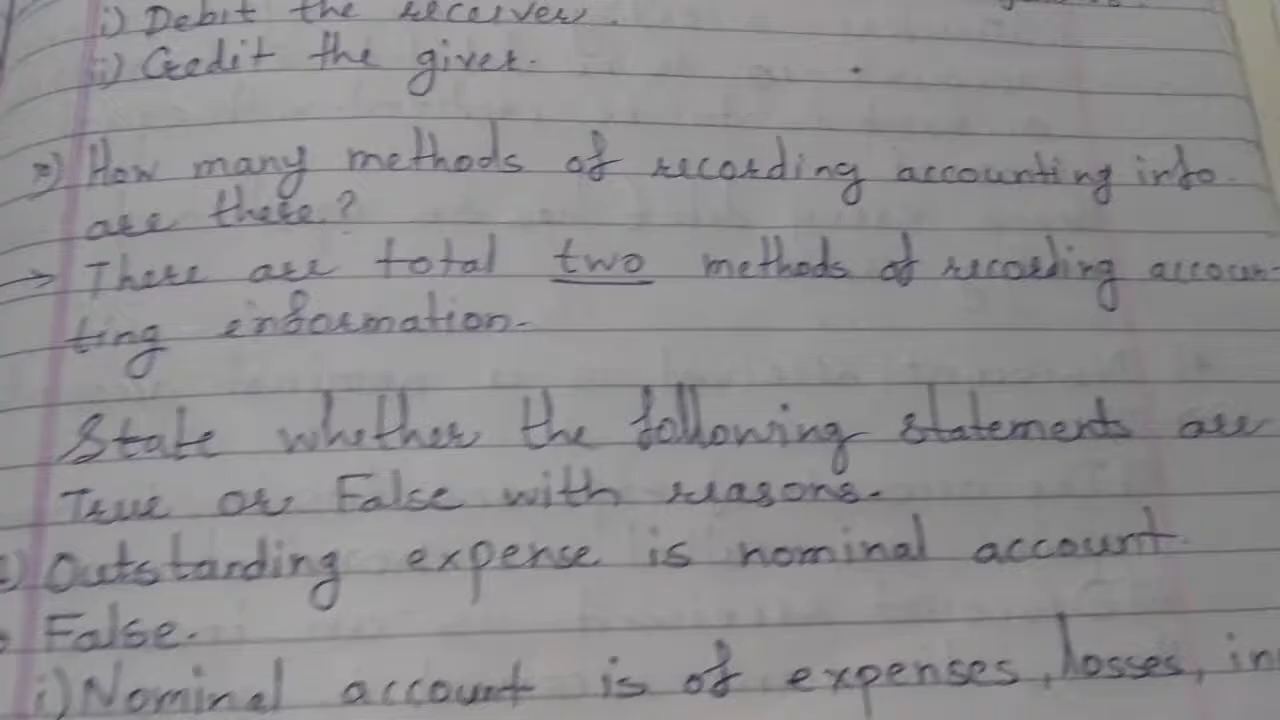 i) Debit the receiver.
ii) Credit the giver.
How many methods of recording accounting info.
are there?
→ There are total two methods of recording accoun-
ting information.
State whether the following statements are
True or False with reasons.
Outstanding expense is nominal account.
False.
i) Nominal account is of expenses, losses, in